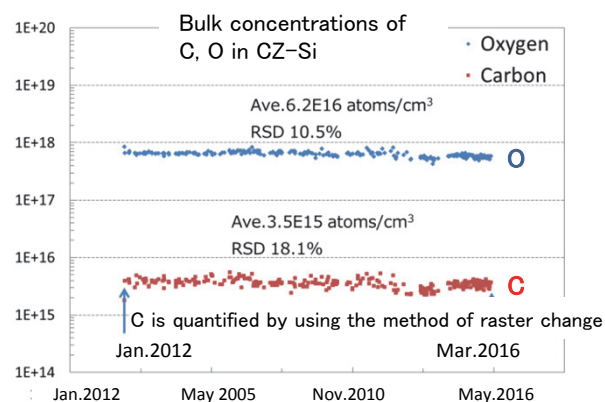 Bulk concentrations of
C, O in CZ-Si
Oxygen
Carbon
1E+20
1E+19
1E+18
1E+17
1E+16
1E+15
1E+14
Ave.6.2E16 atoms/cm³
RSD 10.5%
O
Ave.3.5E15 atoms/cm³
RSD 18.1%
C
C is quantified by using the method of raster change
Jan.2012 Mar.2016
Jan.2012 May 2005 Nov.2010 May.2016